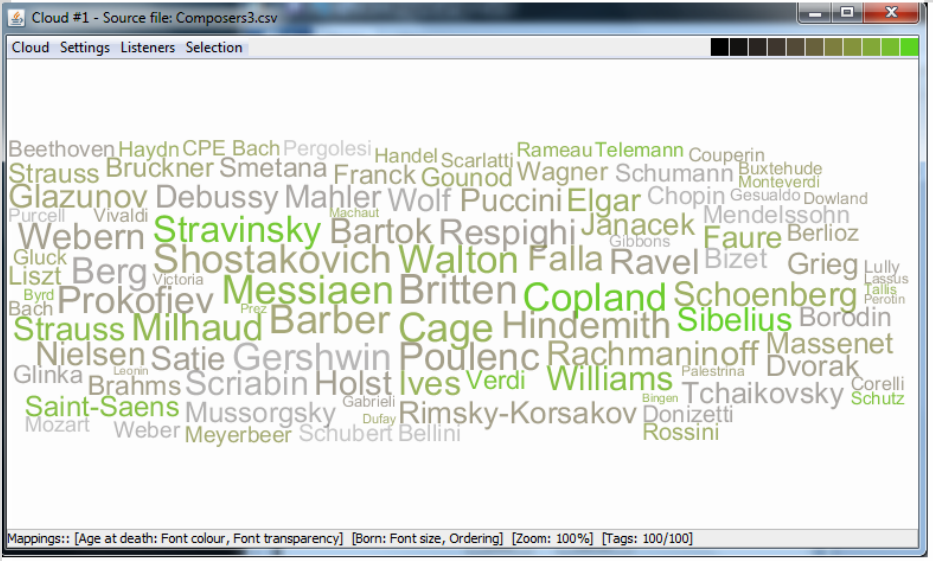 Cloud #1 - Source file: Composers3.csv
Cloud Settings Listeners Selection
Beethoven Haydn CPE Bach Pergolesi Handel Scarlatti Rameau Telemann Couperin
Strauss Bruckner Smetana Franck Gounod Wagner Schumann Buxtehude Monteverdi
Glazunov Debussy Mahler Wolf Puccini Elgar Chopin Gesualdo Dowland
Purcell Vivaldi Machaut Mendelssohn
Webern Stravinsky Bartok Respighi Janacek Gibbons Faure Berlioz
Gluck Shostakovich Walton Falla Ravel Bizet Grieg Lully
Liszt Berg Victoria Lassus
Byrd Messiaen Britten Copland Schoenberg Tallis
Bach Prokofiev Prez Perotin
Strauss Milhaud Barber Cage Hindemith Sibelius Borodin
Nielsen Satie Gershwin Poulenc Rachmaninoff Massenet
Glinka Leonin Palestrina Dvorak
Brahms Scriabin Holst Ives Verdi Williams Tchaikovsky Corelli
Saint-Saens Mussorgsky Gabrieli Rimsky-Korsakov Bingen Donizetti Schutz
Mozart Weber Meyerbeer Schubert Dufay Bellini Rossini
Mappings:: [Age at death: Font colour, Font transparency] [Born: Font size, Ordering] [Zoom: 100%] [Tags: 100/100]